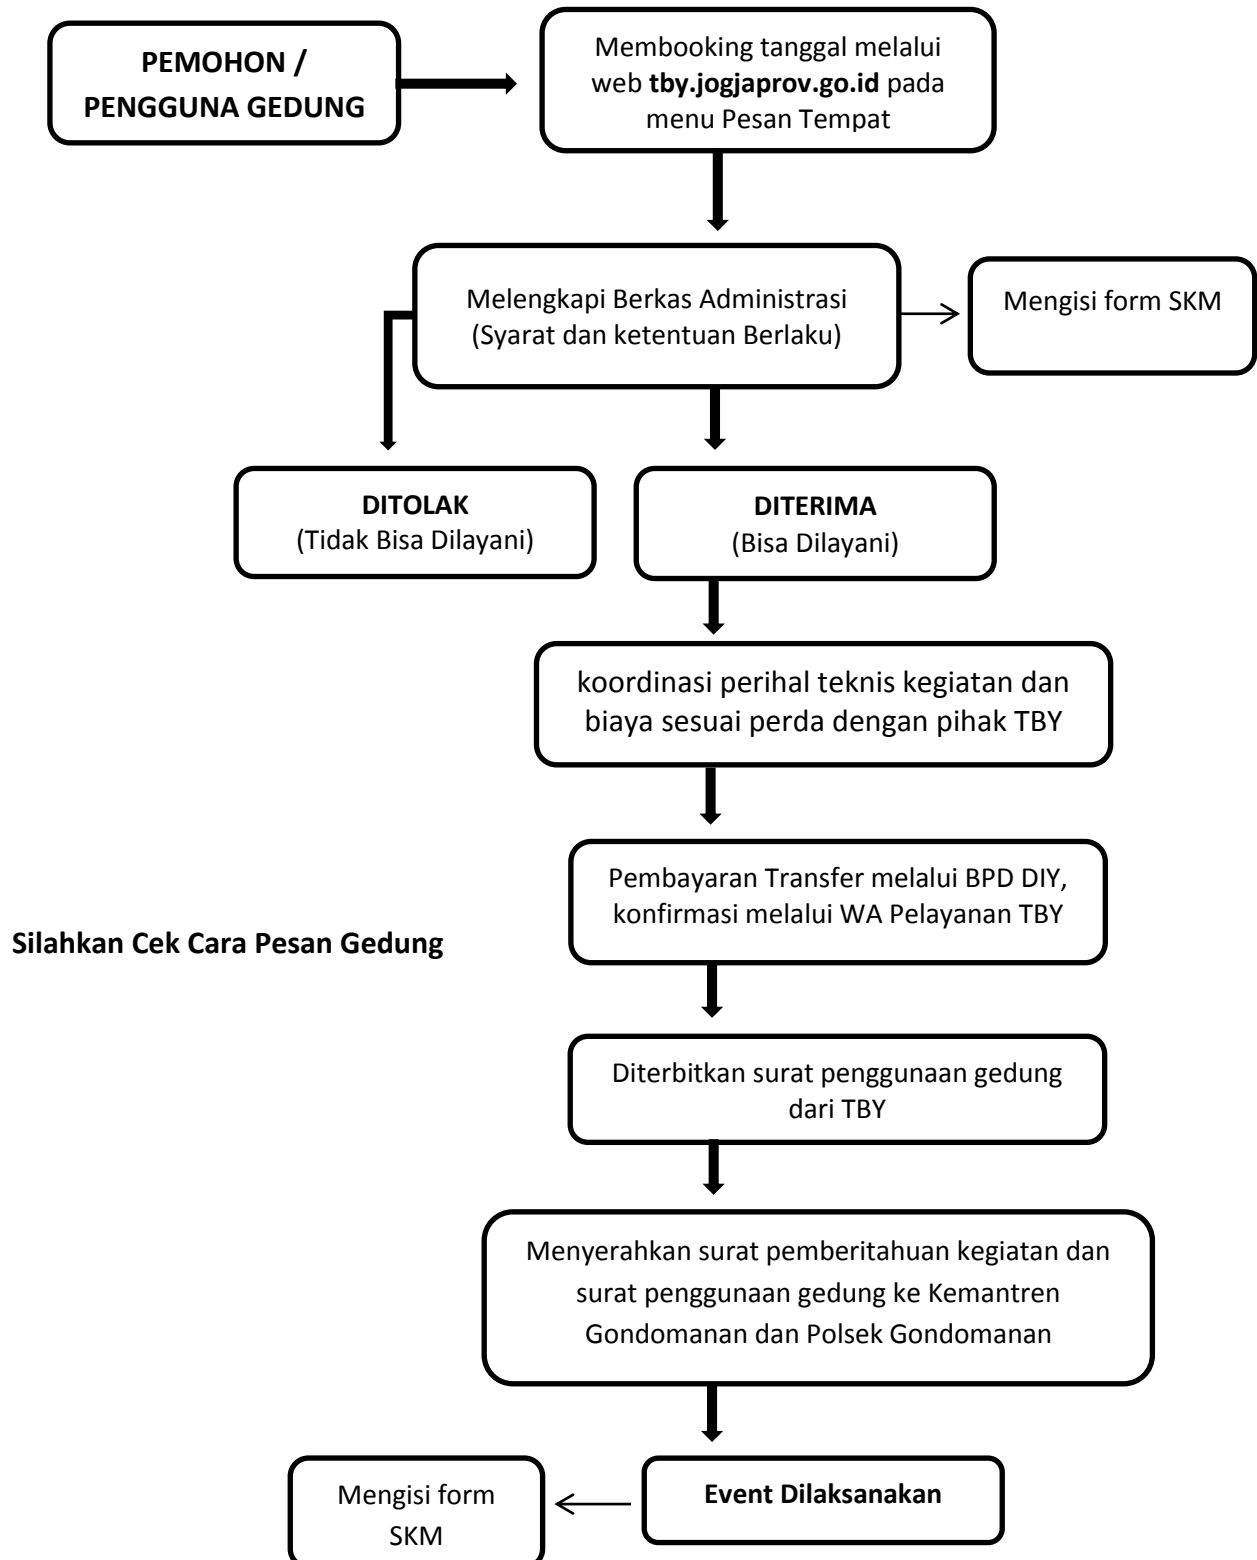 PEMOHON /
PENGGUNA GEDUNG
Membooking tanggal melalui
web tby.jogjaprov.go.id pada
menu Pesan Tempat
Melengkapi Berkas Administrasi
(Syarat dan ketentuan Berlaku)
Mengisi form SKM
DITOLAK
(Tidak Bisa Dilayani)
DITERIMA
(Bisa Dilayani)
koordinasi perihal teknis kegiatan dan
biaya sesuai perda dengan pihak TBY
Pembayaran Transfer melalui BPD DIY,
konfirmasi melalui WA Pelayanan TBY
Silahkan Cek Cara Pesan Gedung
Diterbitkan surat penggunaan gedung
dari TBY
Menyerahkan surat pemberitahuan kegiatan dan
surat penggunaan gedung ke Kemantren
Gondomanan dan Polsek Gondomanan
Event Dilaksanakan
Mengisi form
SKM